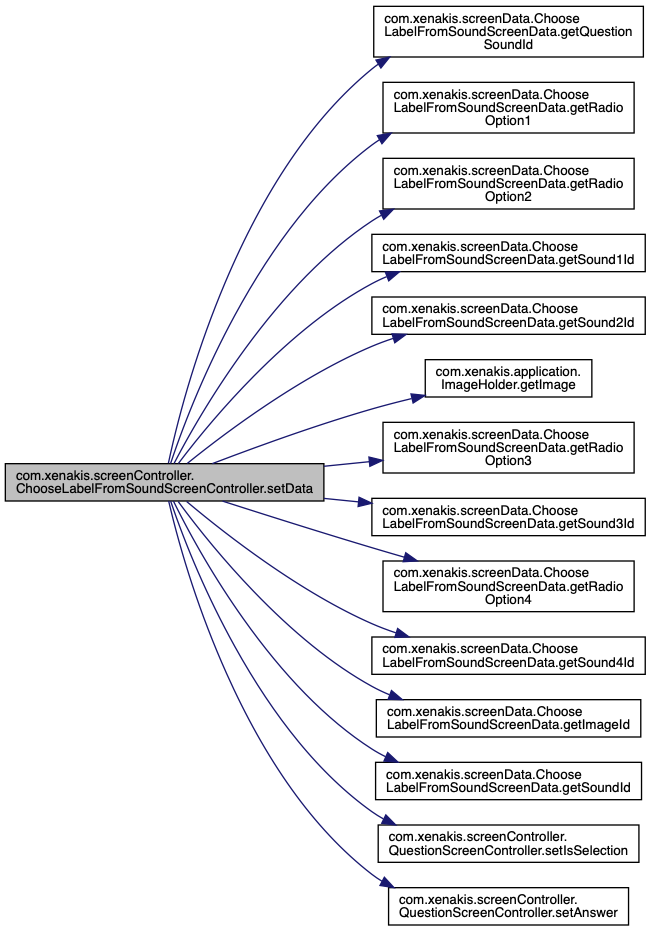 com.xenakis.screenData.Choose
LabelFromSoundScreenData.getQuestion
SoundId
com.xenakis.screenData.Choose
LabelFromSoundScreenData.getRadio
Option1
com.xenakis.screenData.Choose
LabelFromSoundScreenData.getRadio
Option2
com.xenakis.screenData.Choose
LabelFromSoundScreenData.getSound1Id
com.xenakis.screenData.Choose
LabelFromSoundScreenData.getSound2Id
com.xenakis.application.
ImageHolder.getImage
com.xenakis.screenData.Choose
LabelFromSoundScreenData.getRadio
Option3
com.xenakis.screenController.
ChooseLabelFromSoundScreenController.setData
com.xenakis.screenData.Choose
LabelFromSoundScreenData.getSound3Id
com.xenakis.screenData.Choose
LabelFromSoundScreenData.getRadio
Option4
com.xenakis.screenData.Choose
LabelFromSoundScreenData.getSound4Id
com.xenakis.screenData.Choose
LabelFromSoundScreenData.getImageId
com.xenakis.screenData.Choose
LabelFromSoundScreenData.getSoundId
com.xenakis.screenController.
QuestionScreenController.setIsSelection
com.xenakis.screenController.
QuestionScreenController.setAnswer